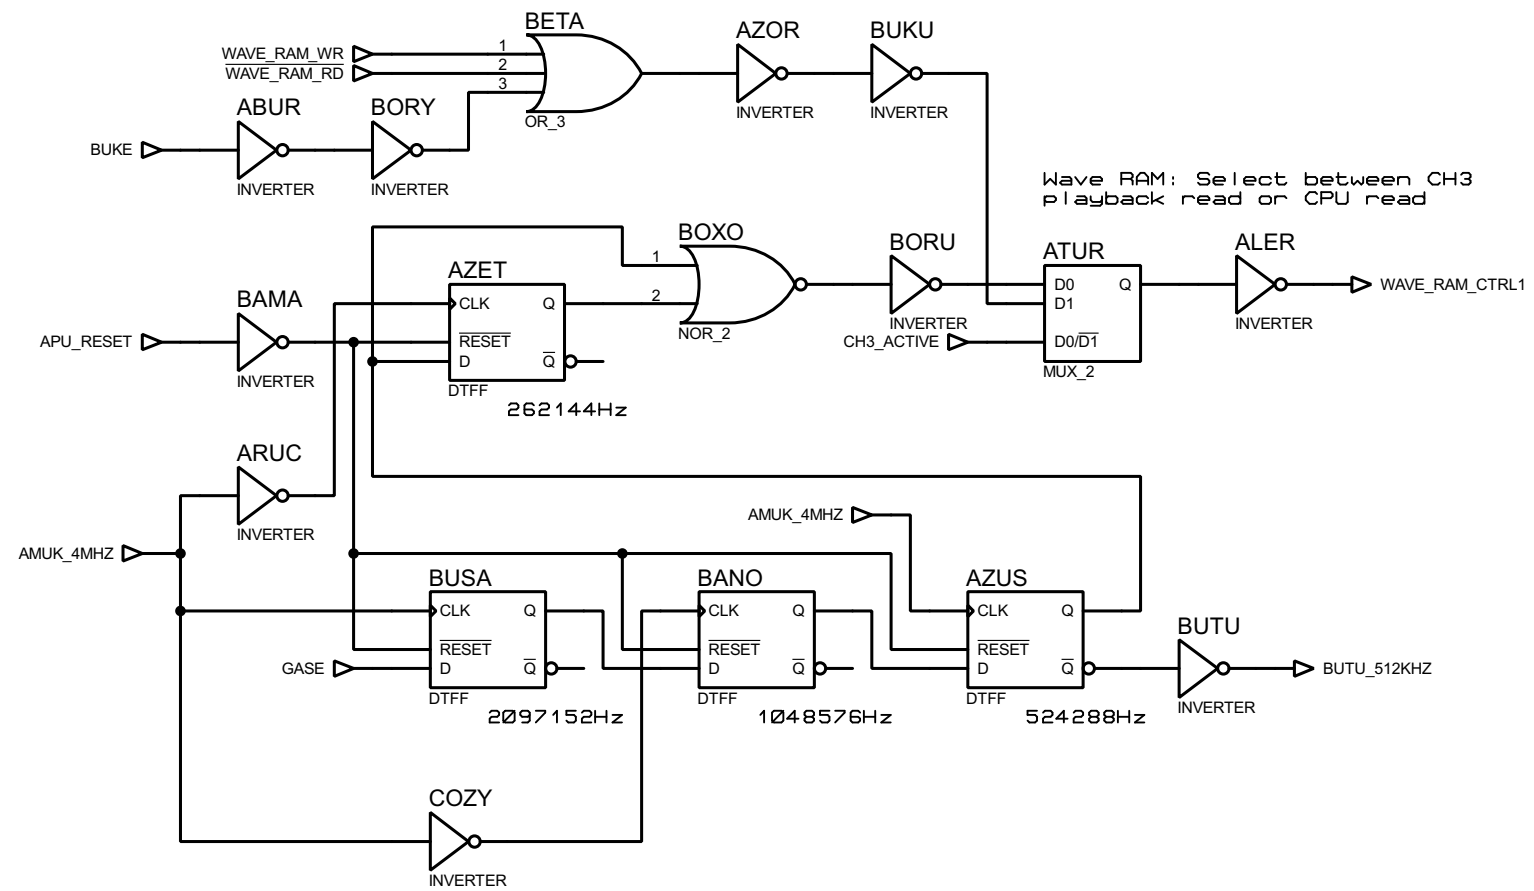 BETA
AZOR
BUKU
WAVE_RAM_WR
1
WAVE_RAM_RD
2
3
ABUR
BORY
INVERTER
INVERTER
OR_3
BUKE
INVERTER
INVERTER
Wave RAM: Select between CH3
playback read or CPU read
BOXO
BORU
ATUR
ALER
AZET
1
BAMA
CLK
Q
2
D0
Q
D1
WAVE_RAM_CTRL1
INVERTER
INVERTER
NOR_2
APU_RESET
RESET
CH3_ACTIVE
D0/D1
D
Q
INVERTER
MUX_2
DTFF
262144Hz
ARUC
AMUK_4MHZ
INVERTER
AMUK_4MHZ
BUSA
BANO
AZUS
CLK
Q
CLK
Q
CLK
Q
BUTU
RESET
RESET
RESET
GASE
D
Q
D
Q
D
Q
BUTU_512KHZ
DTFF
DTFF
DTFF
INVERTER
2097152Hz
1048576Hz
524288Hz
COZY
INVERTER